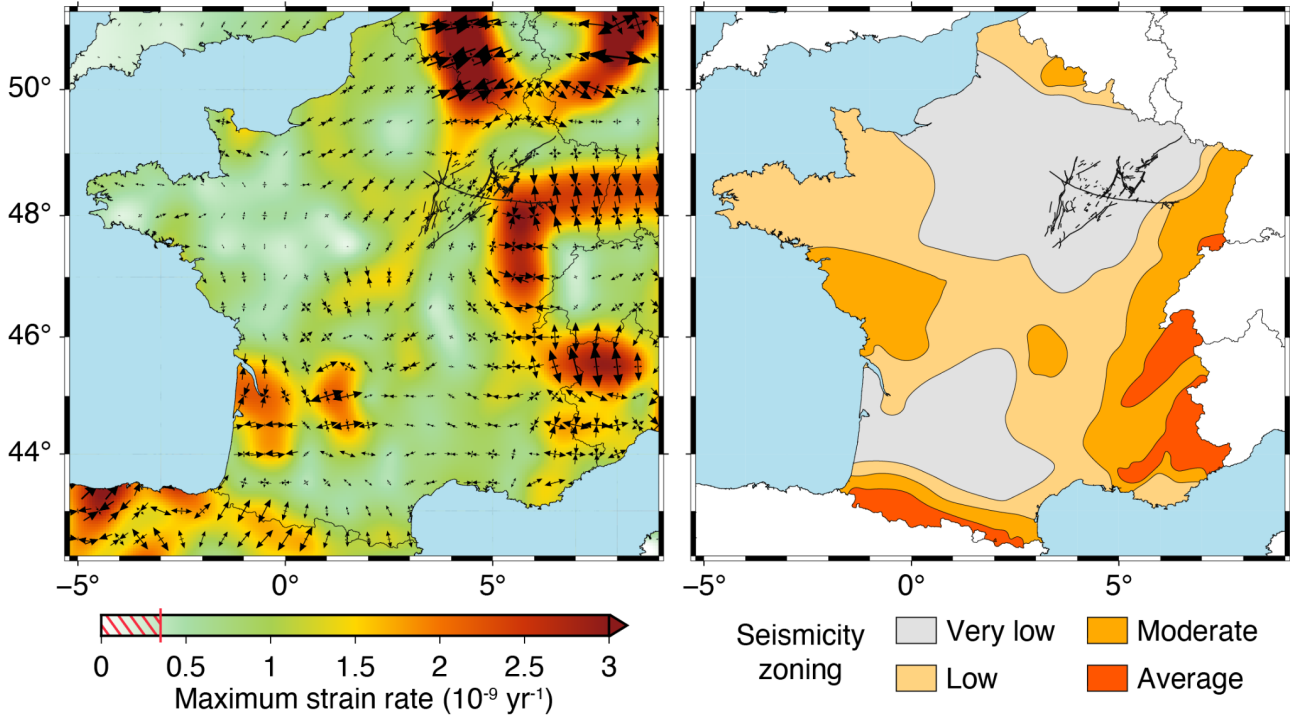 50°
48°
46°
44°
−5° 0° 5° −5° 0° 5°
0 0.5 1 1.5 2 2.5 3
Maximum strain rate (10⁻⁹ yr⁻¹)
Seismicity
zoning
Very low Moderate
Low Average